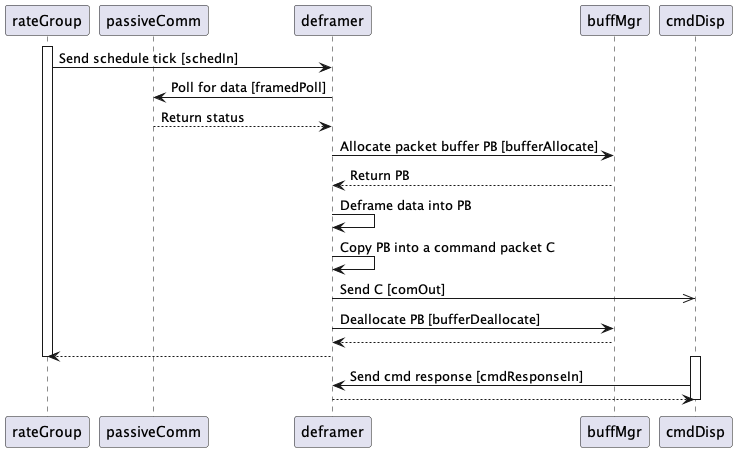 rateGroup passiveComm deframer buffMgr cmdDisp
Send schedule tick [schedIn]
Poll for data [framedPoll]
Return status
Allocate packet buffer PB [bufferAllocate]
Return PB
Deframe data into PB
Copy PB into a command packet C
Send C [comOut]
Deallocate PB [bufferDeallocate]
Send cmd response [cmdResponseIn]
rateGroup passiveComm deframer buffMgr cmdDisp